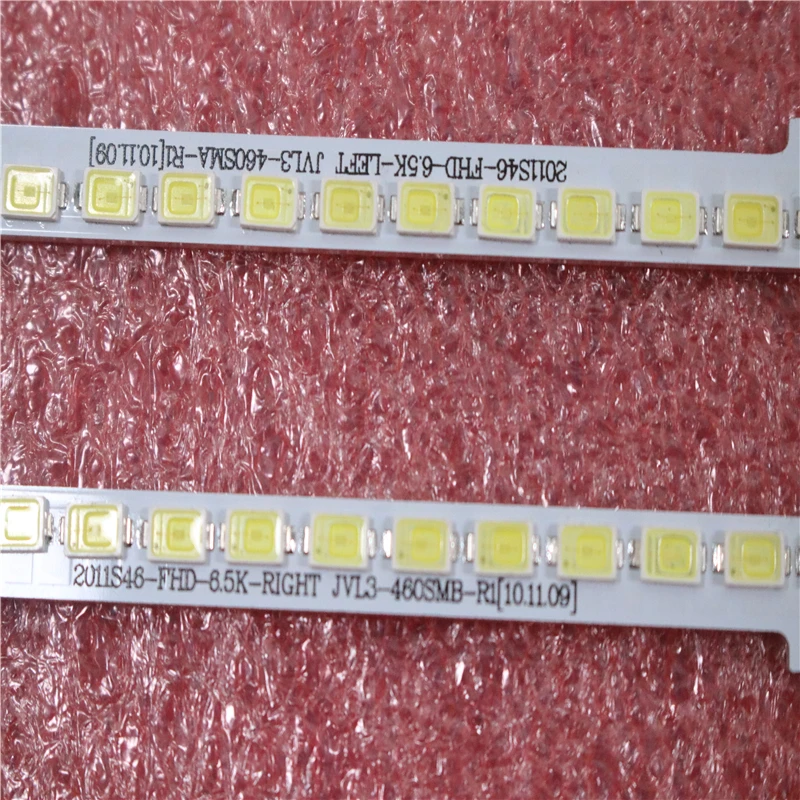 2011S46-FHD-6.5K-LEFT JVL3-460SMA-R1[10.11.09]
2011S46-FHD-6.5K-RIGHT JVL3-460SMB-R1[10.11.09]